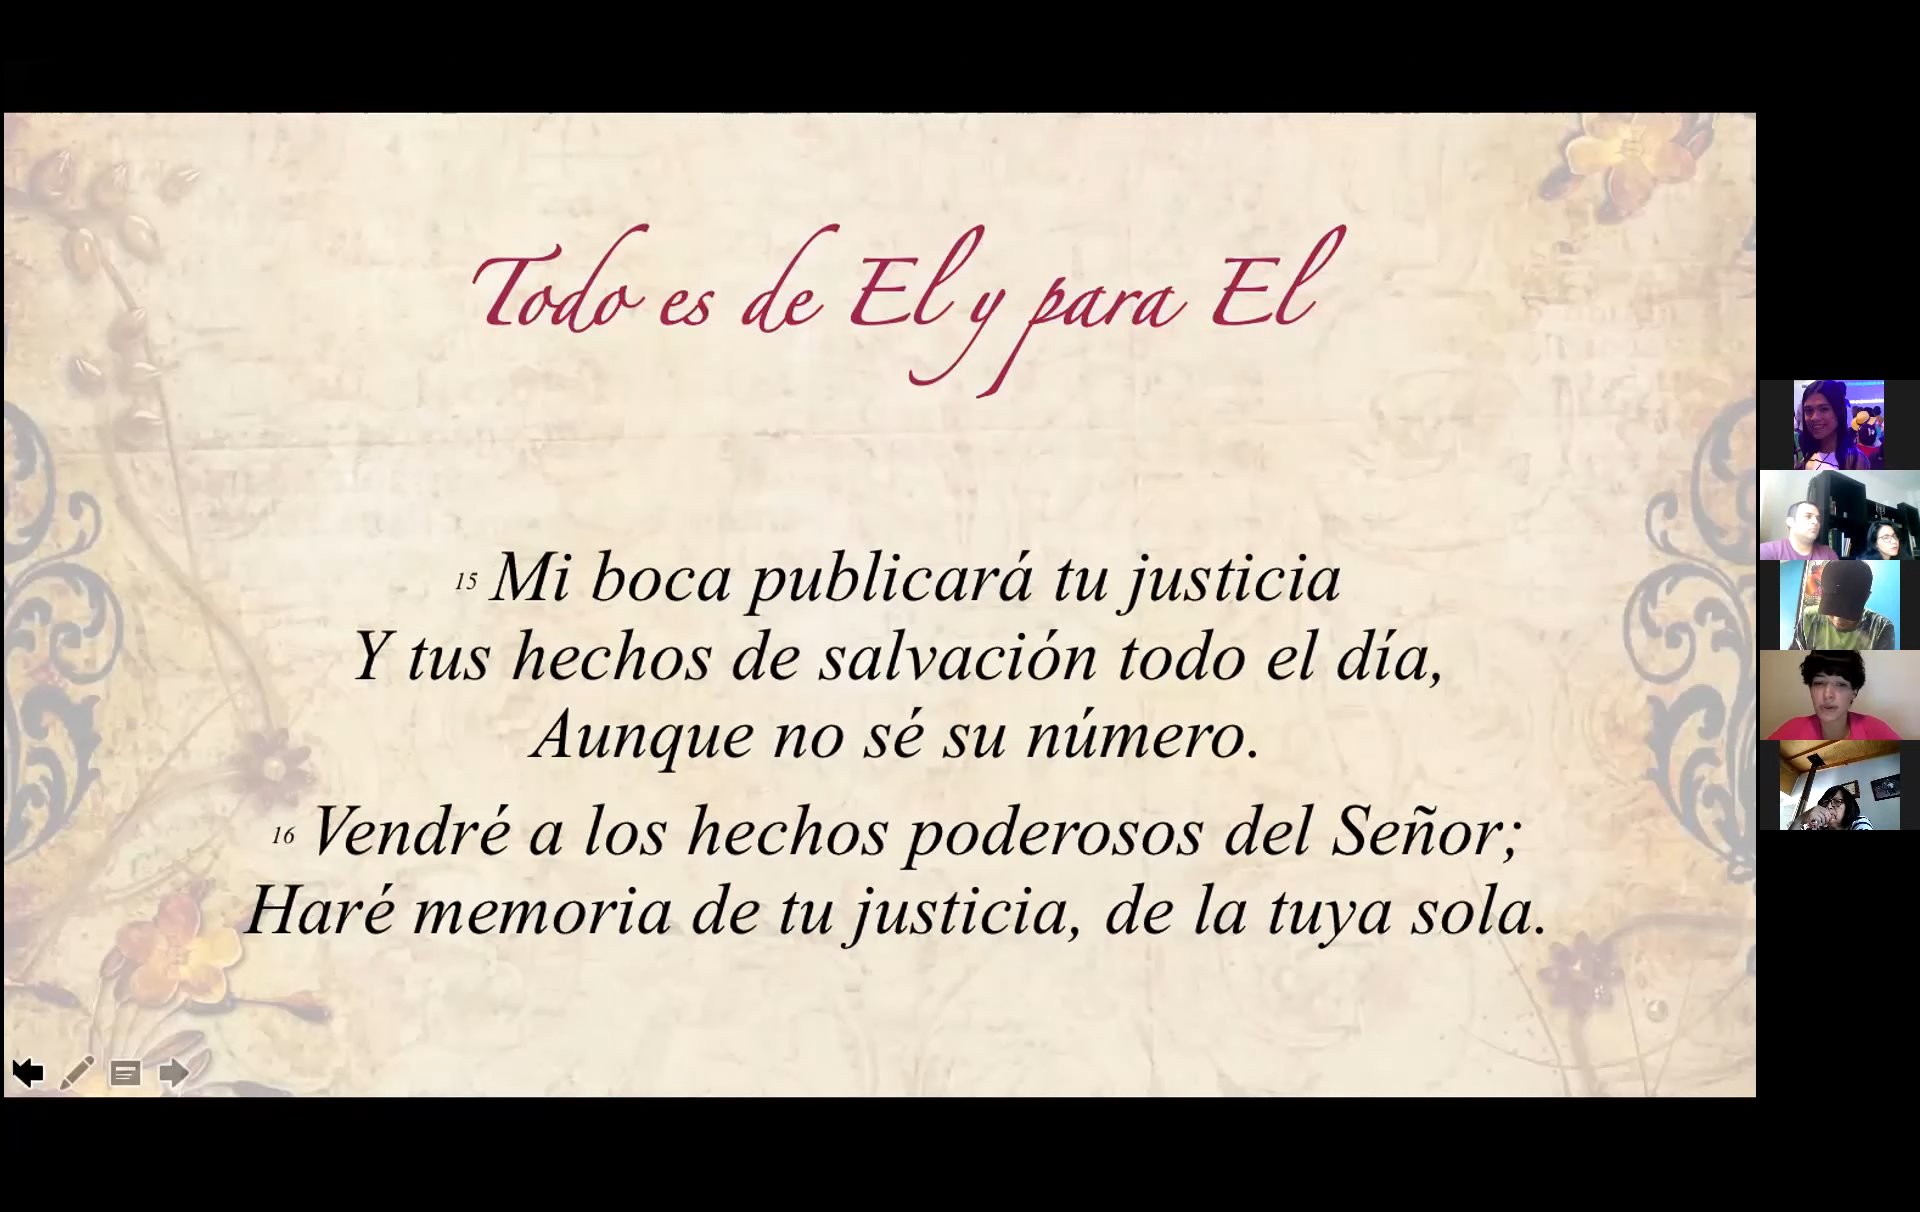 Todo es de El y para El
15 Mi boca publicará tu justicia
Y tus hechos de salvación todo el día,
Aunque no sé su número.
16 Vendré a los hechos poderosos del Señor;
Haré memoria de tu justicia, de la tuya sola.